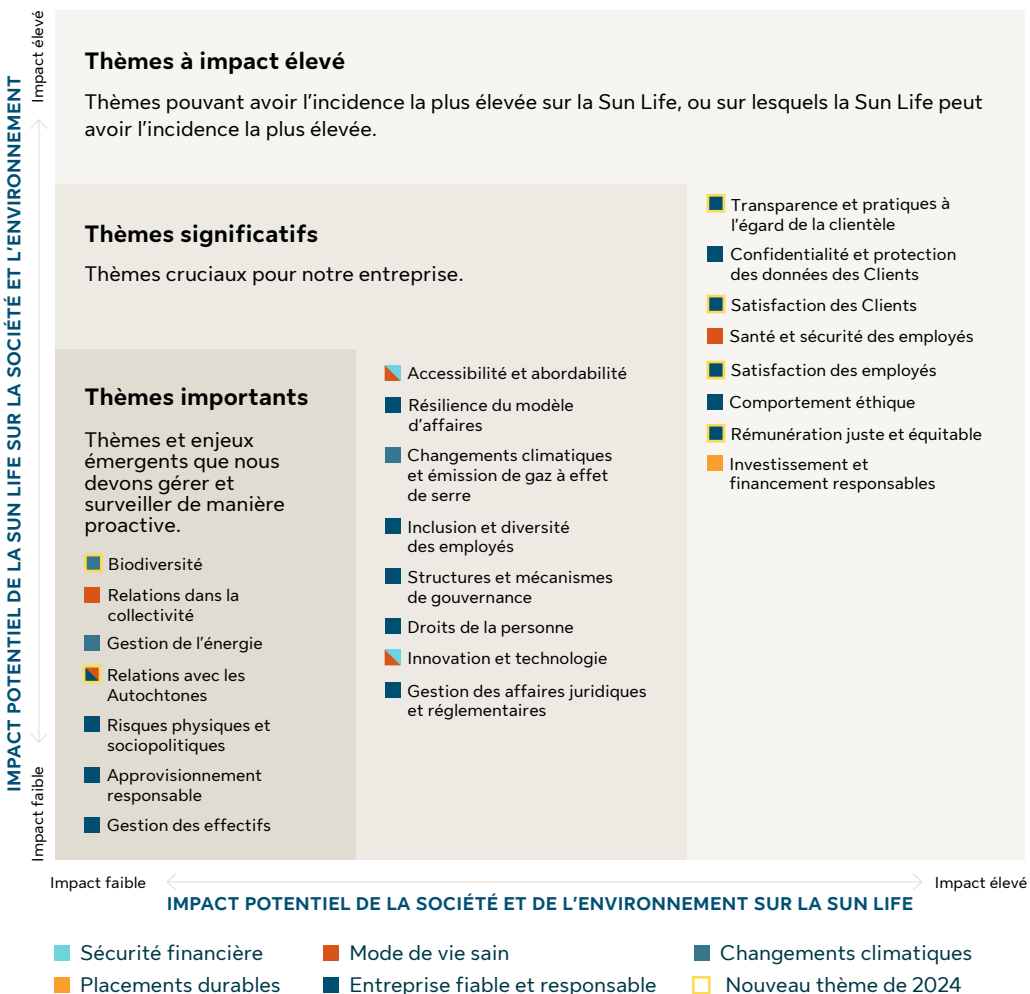 IMPACT POTENTIEL DE LA SUN LIFE SUR LA SOCIÉTÉ ET L'ENVIRONNEMENT
Impact élevé
Impact faible
Thèmes à impact élevé
Thèmes pouvant avoir l'incidence la plus élevée sur la Sun Life, ou sur lesquels la Sun Life peut
avoir l'incidence la plus élevée.
Transparence et pratiques à
l'égard de la clientèle
Confidentialité et protection
des données des Clients
Satisfaction des Clients
Santé et sécurité des employés
Satisfaction des employés
Comportement éthique
Rémunération juste et équitable
Investissement et
financement responsables
Thèmes significatifs
Thèmes cruciaux pour notre entreprise.
Accessibilité et abordabilité
Résilience du modèle
d'affaires
Changements climatiques
et émission de gaz à effet
de serre
Inclusion et diversité
des employés
Structures et mécanismes
de gouvernance
Droits de la personne
Innovation et technologie
Gestion des affaires juridiques
et réglementaires
Thèmes importants
Thèmes et enjeux
émergents que nous
devons gérer et
surveiller de manière
proactive.
Biodiversité
Relations dans la
collectivité
Gestion de l'énergie
Relations avec les
Autochtones
Risques physiques et
sociopolitiques
Approvisionnement
responsable
Gestion des effectifs
Impact faible
Impact élevé
IMPACT POTENTIEL DE LA SOCIÉTÉ ET DE L'ENVIRONNEMENT SUR LA SUN LIFE
Sécurité financière
Mode de vie sain
Changements climatiques
Placements durables
Entreprise fiable et responsable
Nouveau thème de 2024